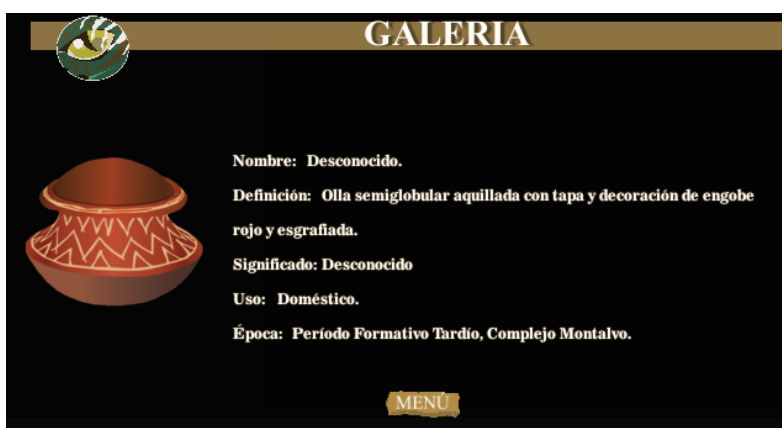 GALERIA
Nombre: Desconocido.
Definición: Olla semiglobular aquillada con tapa y decoración de engobe
rojo y esgrafiada.
Significado: Desconocido
Uso: Doméstico.
Época: Período Formativo Tardío, Complejo Montalvo.
MENÚ